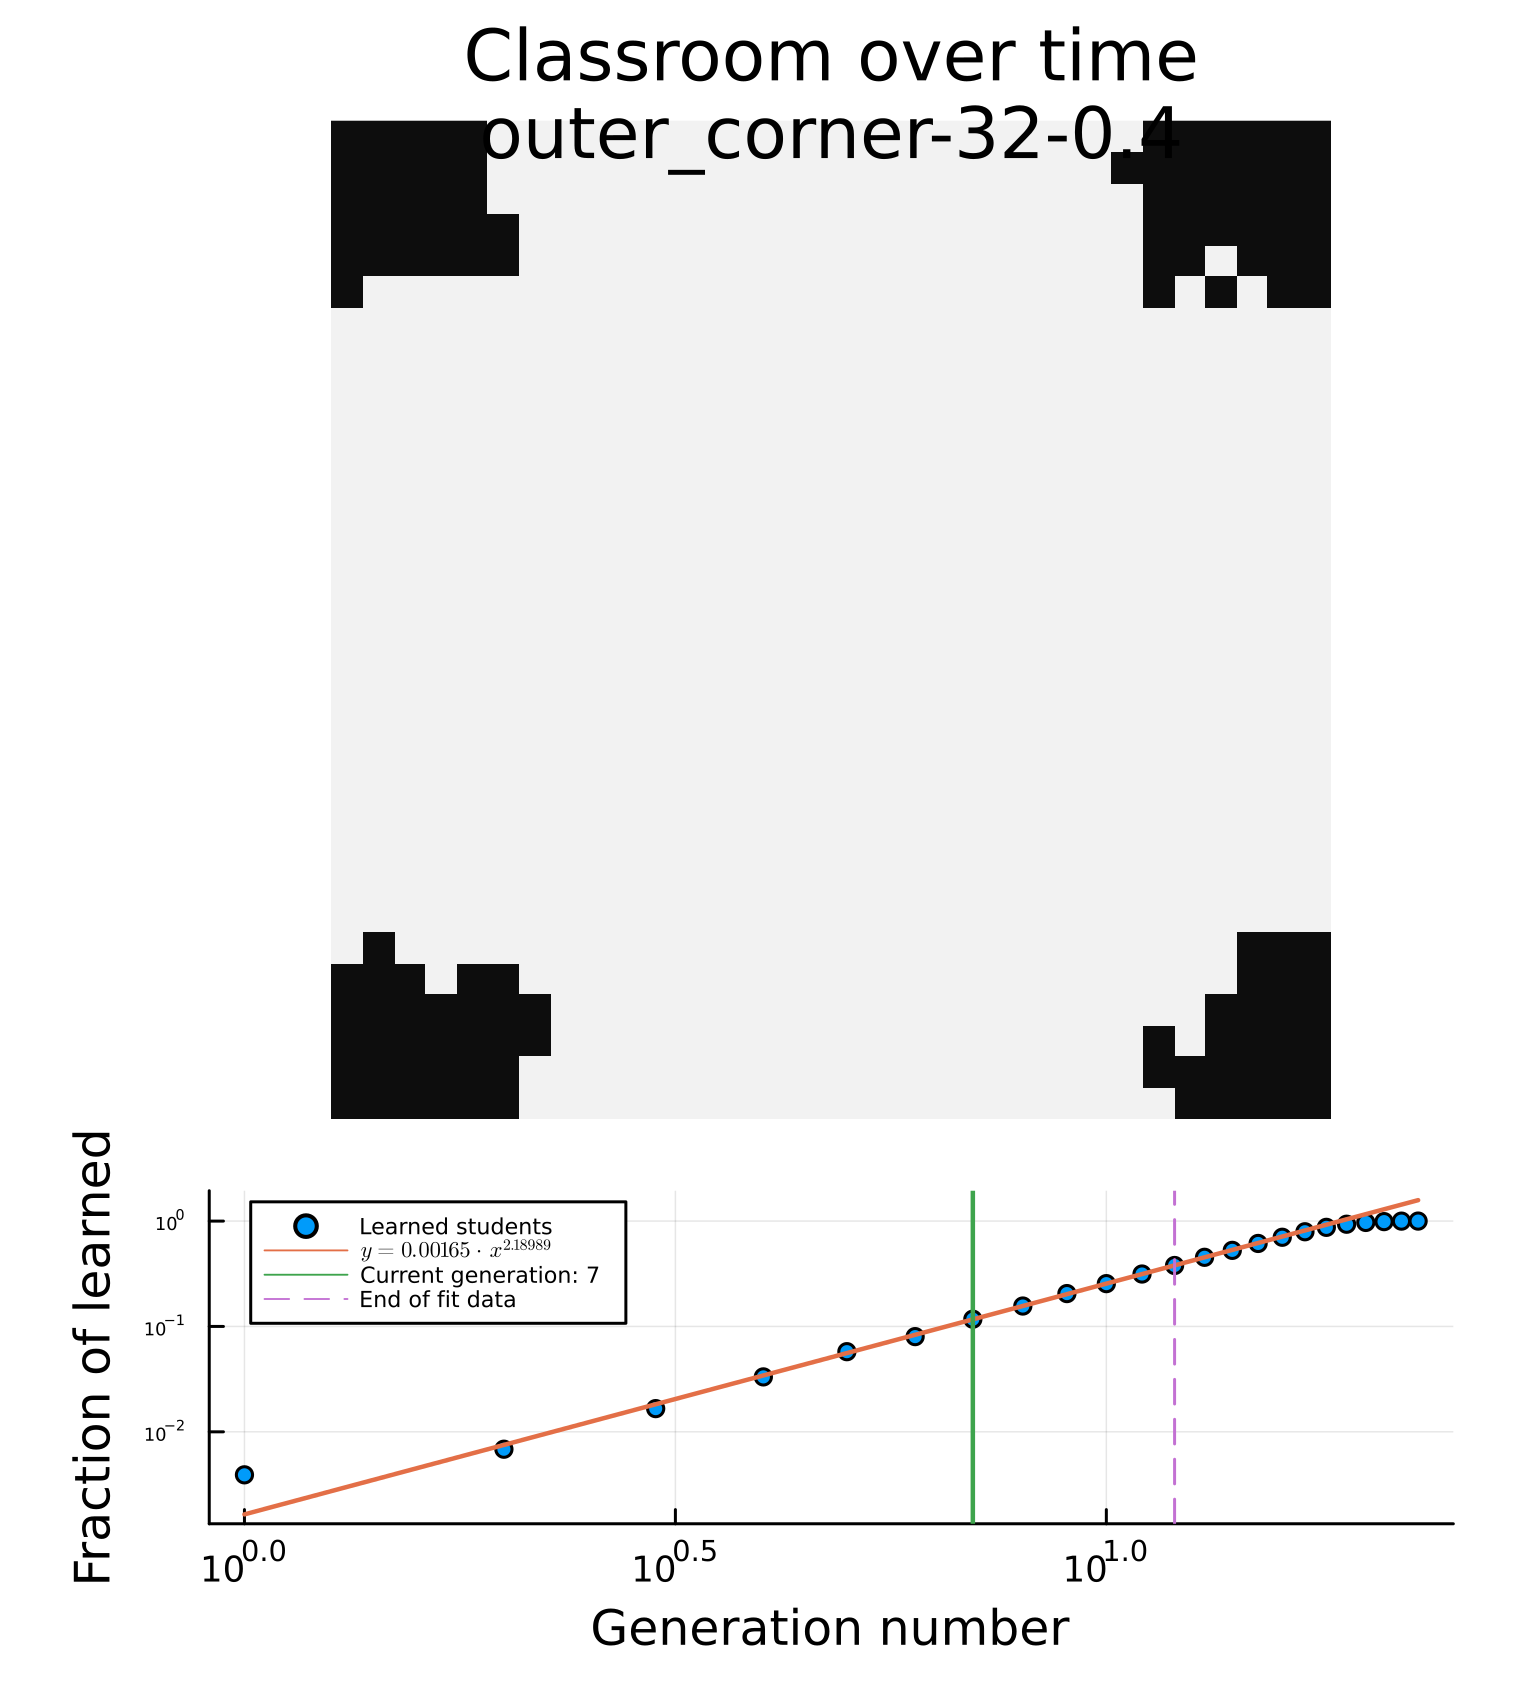 Classroom over time
outer_corner-32-0.4
Fraction of learned
10^0
10^-1
10^-2
Learned students
y = 0.00165 · x^2.18989
Current generation: 7
End of fit data
10^0.0
10^0.5
10^1.0
Generation number